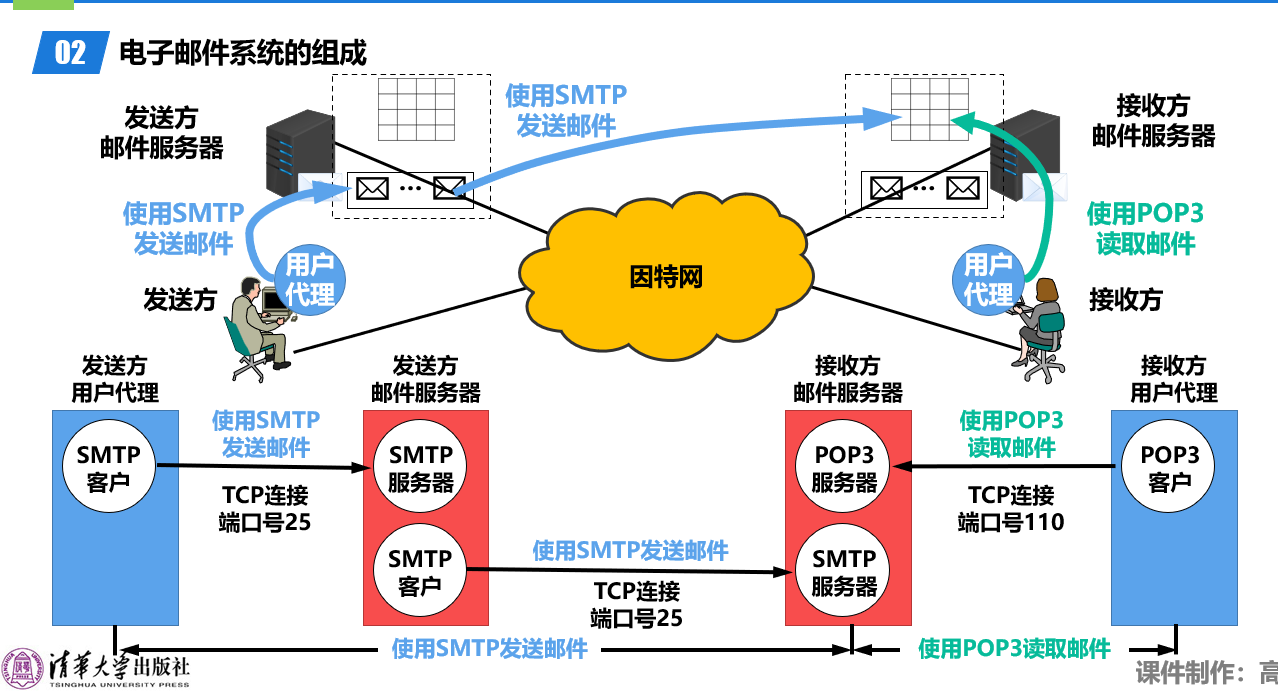 02 电子邮件系统的组成
发送方
邮件服务器
使用SMTP
发送邮件
接收方
邮件服务器
使用SMTP
发送邮件
使用POP3
读取邮件
用户
代理
用户
代理
因特网
发送方
接收方
发送方
用户代理
发送方
邮件服务器
接收方
邮件服务器
接收方
用户代理
SMTP
客户
使用SMTP
发送邮件
TCP连接
端口号25
SMTP
服务器
POP3
服务器
使用POP3
读取邮件
TCP连接
端口号110
POP3
客户
SMTP
客户
使用SMTP发送邮件
TCP连接
端口号25
SMTP
服务器
使用SMTP发送邮件
使用POP3读取邮件
清华大学出版社
TSINGHUA UNIVERSITY PRESS
课件制作：高